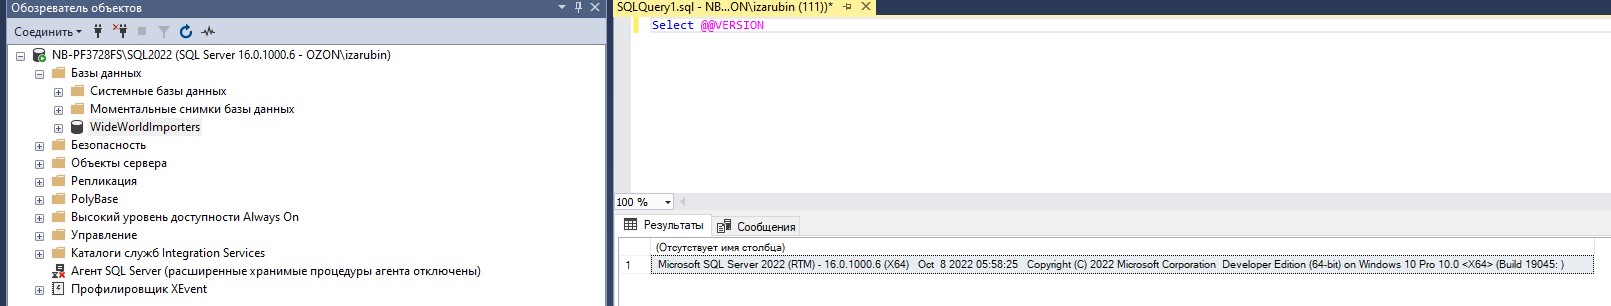 Обозреватель объектов
Соединить
NB-PF3728FS\SQL2022 (SQL Server 16.0.1000.6 - OZON\izarubin)
Базы данных
Системные базы данных
Моментальные снимки базы данных
WideWorldImporters
Безопасность
Объекты сервера
Репликация
PolyBase
Высокий уровень доступности Always On
Управление
Каталоги служб Integration Services
Агент SQL Server (расширенные хранимые процедуры агента отключены)
Профилировщик XEvent
SQLQuery1.sql - NB...ON\izarubin (111))*
Select @@VERSION
100 %
Результаты
Сообщения
(Отсутствует имя столбца)
1 Microsoft SQL Server 2022 (RTM) - 16.0.1000.6 (X64) Oct 8 2022 05:58:25 Copyright (C) 2022 Microsoft Corporation Developer Edition (64-bit) on Windows 10 Pro 10.0 <X64> (Build 19045: )